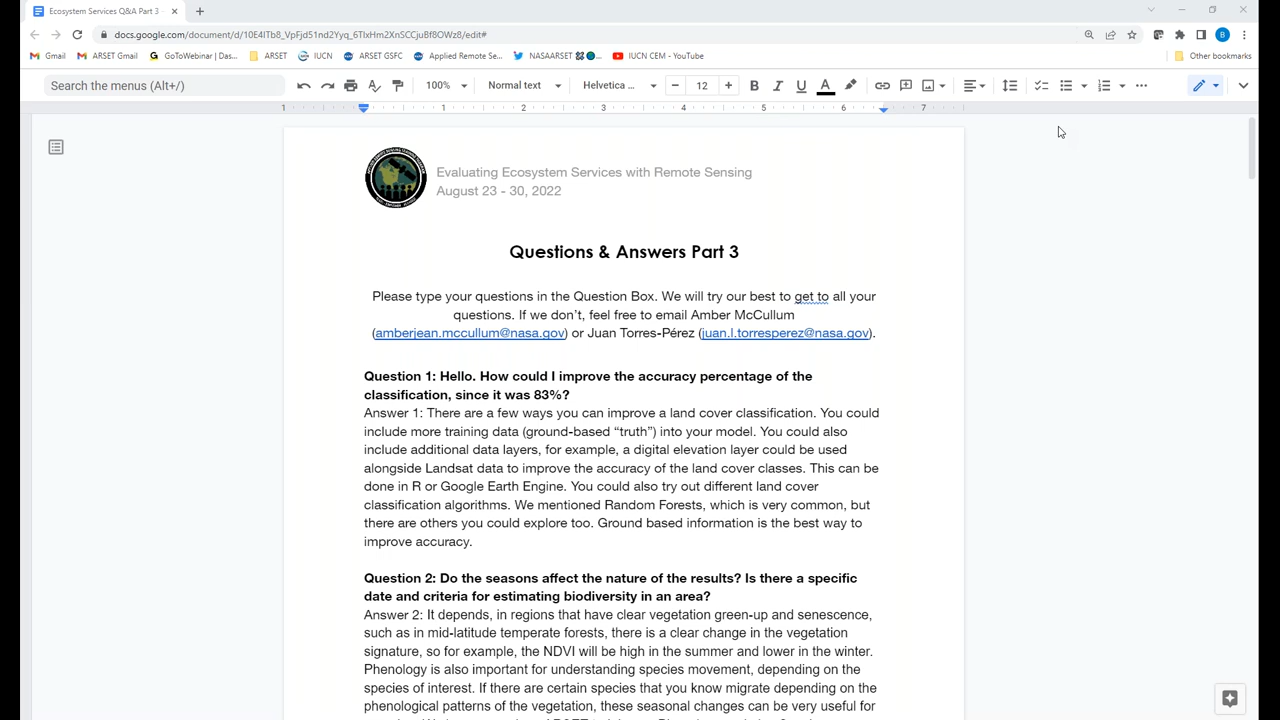 Ecosystem Services Q&A Part 3
docs.google.com/document/d/10E4ITb8_VpFjd51nd2Yyq_6TlxHm2XnSCCjuBf8OWz8/edit#
B
Gmail
ARSET Gmail
GoToWebinar | Das...
ARSET
IUCN
ARSET GSFC
Applied Remote Se...
NASAARSET
IUCN CEM - YouTube
Other bookmarks
Search the menus (Alt+/)
100%
Normal text
Helvetica ...
12
B I U A
1 1 2 3 4 5 6 7
Evaluating Ecosystem Services with Remote Sensing
August 23 - 30, 2022
Questions & Answers Part 3
Please type your questions in the Question Box. We will try our best to get to all your
questions. If we don’t, feel free to email Amber McCullum
(amberjean.mccullum@nasa.gov) or Juan Torres-Pérez (juan.l.torresperez@nasa.gov).
Question 1: Hello. How could I improve the accuracy percentage of the
classification, since it was 83%?
Answer 1: There are a few ways you can improve a land cover classification. You could
include more training data (ground-based “truth”) into your model. You could also
include additional data layers, for example, a digital elevation layer could be used
alongside Landsat data to improve the accuracy of the land cover classes. This can be
done in R or Google Earth Engine. You could also try out different land cover
classification algorithms. We mentioned Random Forests, which is very common, but
there are others you could explore too. Ground based information is the best way to
improve accuracy.
Question 2: Do the seasons affect the nature of the results? Is there a specific
date and criteria for estimating biodiversity in an area?
Answer 2: It depends, in regions that have clear vegetation green-up and senescence,
such as in mid-latitude temperate forests, there is a clear change in the vegetation
signature, so for example, the NDVI will be high in the summer and lower in the winter.
Phenology is also important for understanding species movement, depending on the
species of interest. If there are certain species that you know migrate depending on the
phenological patterns of the vegetation, these seasonal changes can be very useful for